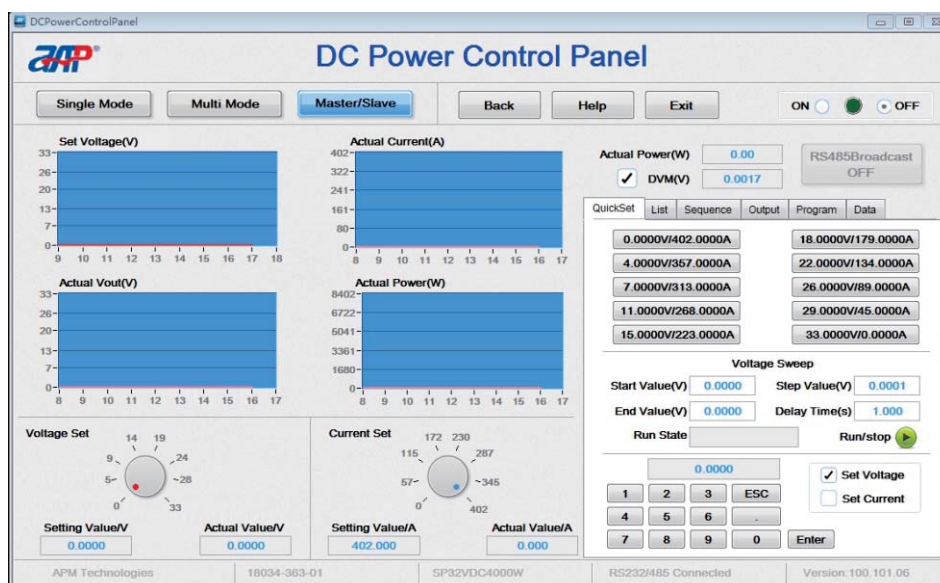 DCPowerControlPanel
AAP®
DC Power Control Panel
Single Mode Multi Mode Master/Slave Back Help Exit ON OFF
Set Voltage(V)
33
26
20
13
7
0
9 10 11 12 13 14 15 16 17 18
Actual Current(A)
402
322
241
161
80
0
8 9 10 11 12 13 14 15 16 17
Actual Vout(V)
33
26
20
13
7
0
8 9 10 11 12 13 14 15 16 17
Actual Power(W)
8402
6722
5041
3361
1680
0
8 9 10 11 12 13 14 15 16 17
Actual Power(W) 0.00
DVM(V) 0.0017
RS485Broadcast
OFF
QuickSet List Sequence Output Program Data
0.0000V/402.0000A 18.0000V/179.0000A
4.0000V/357.0000A 22.0000V/134.0000A
7.0000V/313.0000A 26.0000V/89.0000A
11.0000V/268.0000A 29.0000V/45.0000A
15.0000V/223.0000A 33.0000V/0.0000A
Voltage Sweep
Start Value(V) 0.0000 Step Value(V) 0.0001
End Value(V) 0.0000 Delay Time(s) 1.000
Run State Run/stop
Voltage Set
0 5 9 14 19 24 28 33
Setting Value/V Actual Value/V
0.0000 0.0000
Current Set
0 57 115 172 230 287 345 402
Setting Value/A Actual Value/A
402.000 0.000
0.0000
1 2 3 ESC
4 5 6 .
7 8 9 0 Enter
Set Voltage
Set Current
APM Technologies 18034-363-01 SP32VDC4000W RS232/485 Connected Version:100.101.06